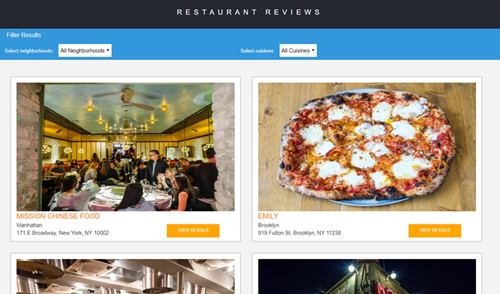 RESTAURANT REVIEWS
Filter Results
Select neighborhoods: All Neighborhoods Select cuisines: All Cuisines
MISSION CHINESE FOOD
Manhattan
171 E Broadway, New York, NY 10002
VIEW DETAILS
EMILY
Brooklyn
919 Fulton St, Brooklyn, NY 11238
VIEW DETAILS